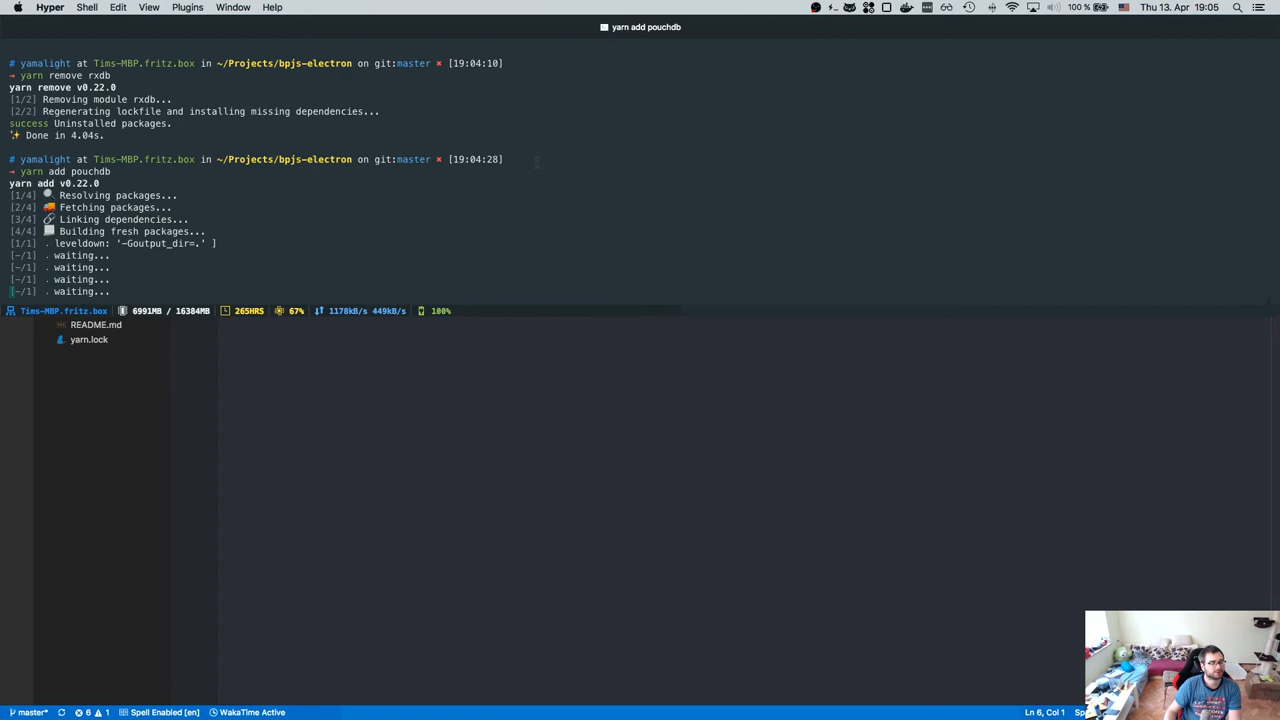 Hyper Shell Edit View Plugins Window Help 100 % Thu 13. Apr 19:05
yarn add pouchdb
# yamalight at Tims-MBP.fritz.box in ~/Projects/bpjs-electron on git:master ✖ [19:04:10]
→ yarn remove rxdb
yarn remove v0.22.0
[1/2] Removing module rxdb...
[2/2] Regenerating lockfile and installing missing dependencies...
success Uninstalled packages.
✨ Done in 4.04s.
# yamalight at Tims-MBP.fritz.box in ~/Projects/bpjs-electron on git:master ✖ [19:04:28]
→ yarn add pouchdb
yarn add v0.22.0
[1/4] 🔍 Resolving packages...
[2/4] 🚚 Fetching packages...
[3/4] 🔗 Linking dependencies...
[4/4] 📃 Building fresh packages...
[1/1] . leveldown: '-Goutput_dir=.' ]
[-/1] . waiting...
[-/1] . waiting...
[-/1] . waiting...
[-/1] . waiting...
Tims-MBP.fritz.box 6991MB / 16384MB 265HRS 67% 1178kB/s 449kB/s 100%
README.md
yarn.lock
master* 6 1 Spell Enabled [en] WakaTime Active Ln 6, Col 1